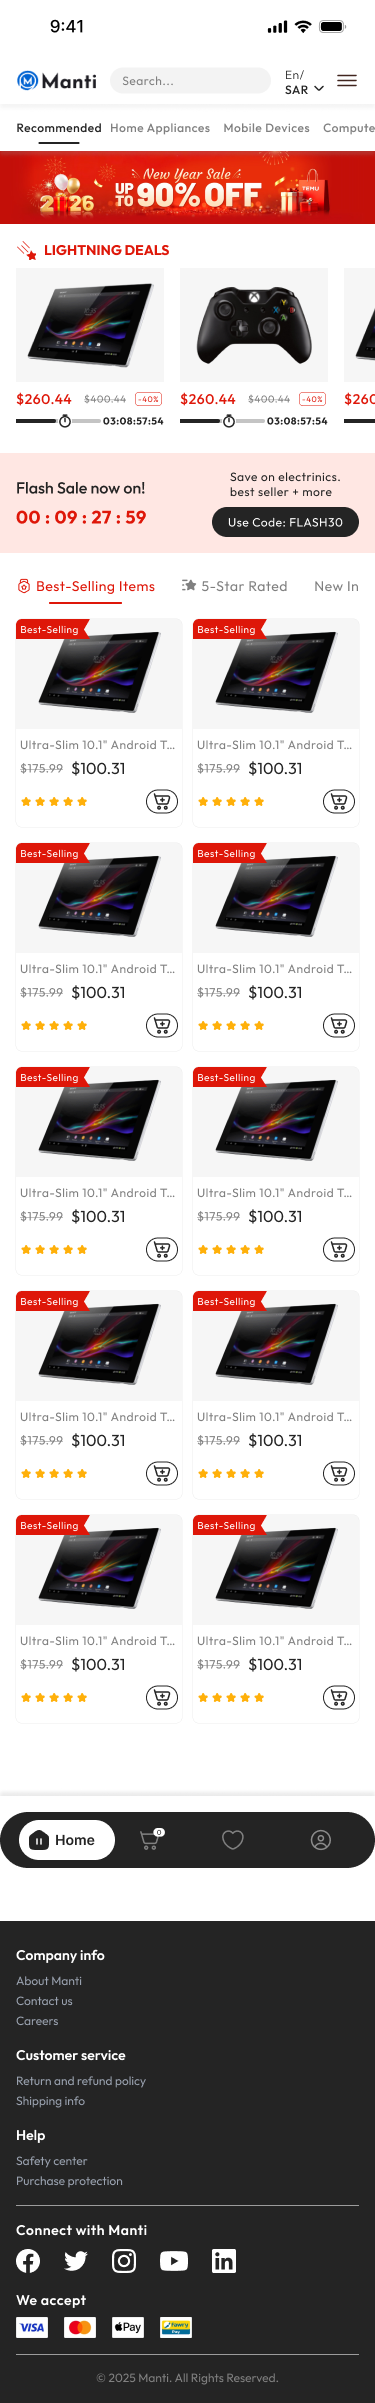 9:41
Manti
Search...
En/
SAR
Recommended Home Appliances Mobile Devices Compute
New Year Sale
UP TO 90% OFF
2026
TEMU
LIGHTNING DEALS
$260.44 $400.44 -40%
03:08:57:54
$260.44 $400.44 -40%
03:08:57:54
$260
Flash Sale now on!
00 : 09 : 27 : 59
Save on electrinics.
best seller + more
Use Code: FLASH30
Best-Selling Items 5-Star Rated New In
Best-Selling
Ultra-Slim 10.1" Android T...
$175.99 $100.31
Best-Selling
Ultra-Slim 10.1" Android T...
$175.99 $100.31
Best-Selling
Ultra-Slim 10.1" Android T...
$175.99 $100.31
Best-Selling
Ultra-Slim 10.1" Android T...
$175.99 $100.31
Best-Selling
Ultra-Slim 10.1" Android T...
$175.99 $100.31
Best-Selling
Ultra-Slim 10.1" Android T...
$175.99 $100.31
Best-Selling
Ultra-Slim 10.1" Android T...
$175.99 $100.31
Best-Selling
Ultra-Slim 10.1" Android T...
$175.99 $100.31
Best-Selling
Ultra-Slim 10.1" Android T...
$175.99 $100.31
Best-Selling
Ultra-Slim 10.1" Android T...
$175.99 $100.31
Home
0
Company info
About Manti
Contact us
Careers
Customer service
Return and refund policy
Shipping info
Help
Safety center
Purchase protection
Connect with Manti
We accept
VISA
Pay
fawry
Pay
© 2025 Manti. All Rights Reserved.